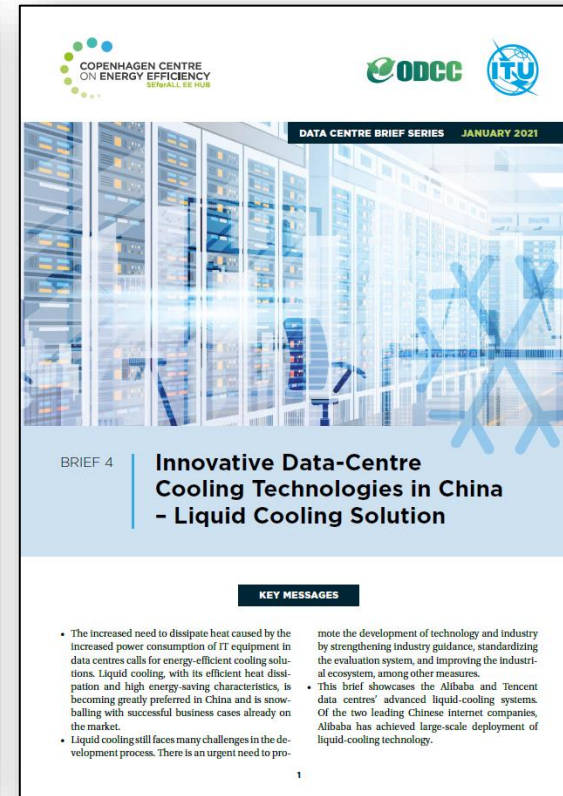 COPENHAGEN CENTRE
ON ENERGY EFFICIENCY
SEforALL EE HUB
ODCC
ITU
DATA CENTRE BRIEF SERIES JANUARY 2021
BRIEF 4
Innovative Data-Centre
Cooling Technologies in China
– Liquid Cooling Solution
KEY MESSAGES
• The increased need to dissipate heat caused by the
increased power consumption of IT equipment in
data centres calls for energy-efficient cooling solu-
tions. Liquid cooling, with its efficient heat dissi-
pation and high energy-saving characteristics, is
becoming greatly preferred in China and is snow-
balling with successful business cases already on
the market.
• Liquid cooling still faces many challenges in the de-
velopment process. There is an urgent need to pro-
mote the development of technology and industry
by strengthening industry guidance, standardizing
the evaluation system, and improving the industri-
al ecosystem, among other measures.
• This brief showcases the Alibaba and Tencent
data centres’ advanced liquid-cooling systems.
Of the two leading Chinese internet companies,
Alibaba has achieved large-scale deployment of
liquid-cooling technology.
1